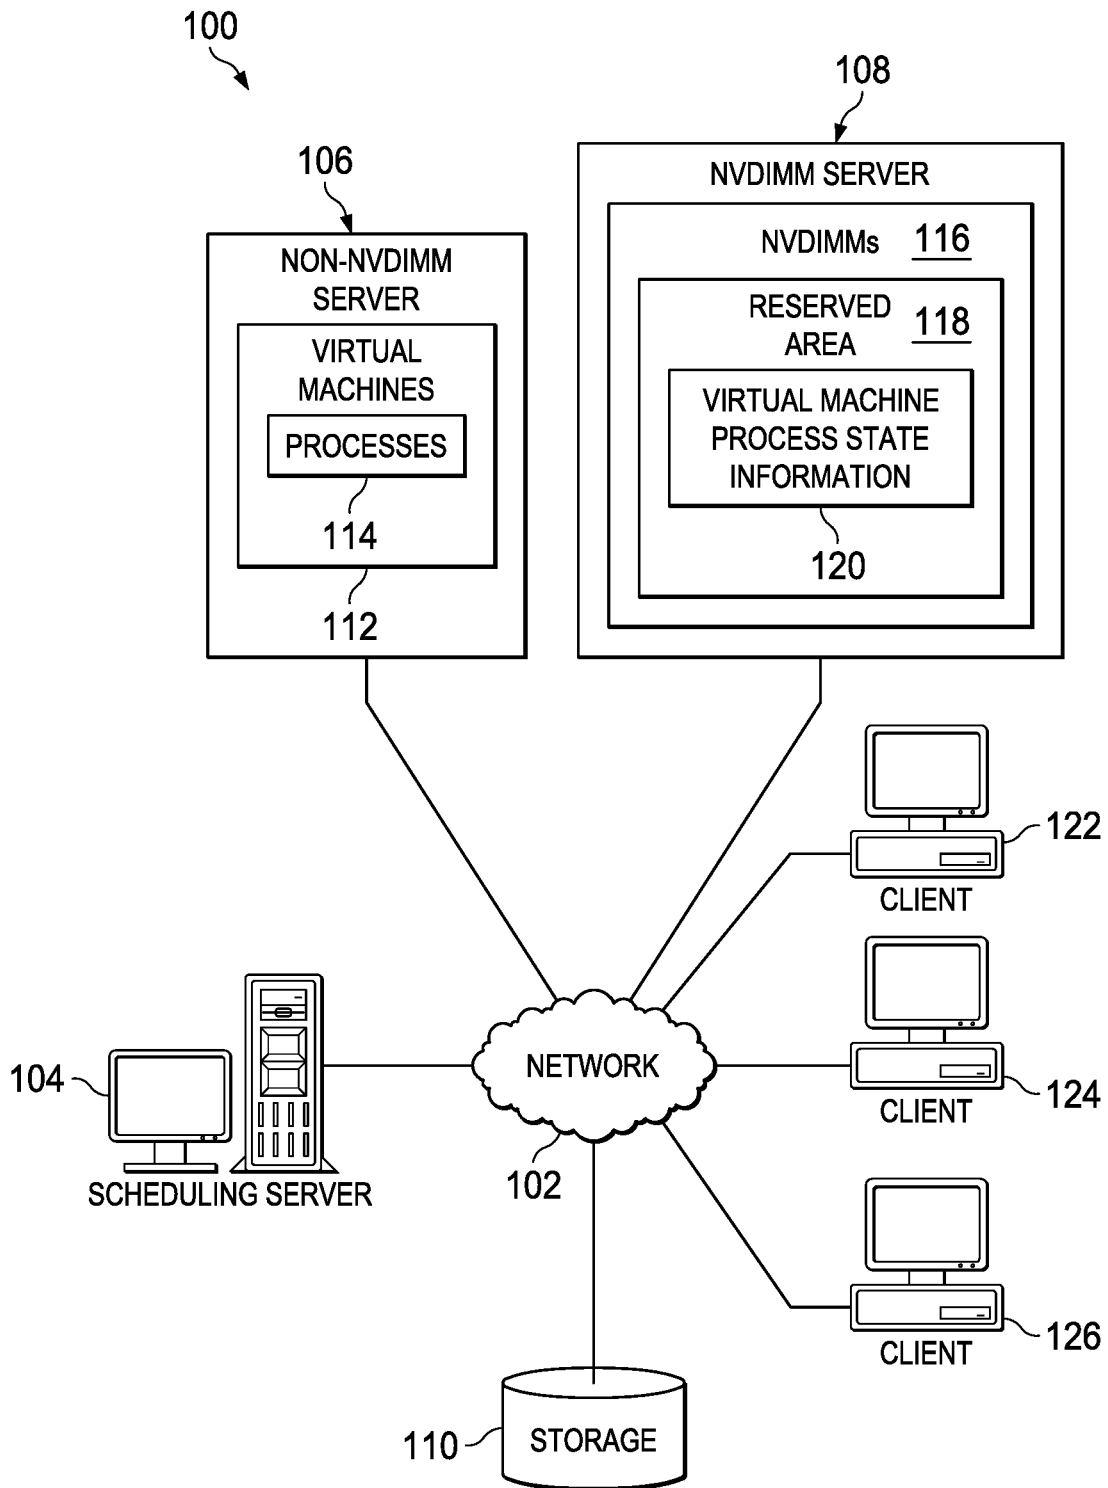 100
108
106
NVDIMM SERVER
NON-NVDIMM
SERVER
NVDIMMs 116
VIRTUAL
MACHINES
RESERVED
AREA
118
PROCESSES
VIRTUAL MACHINE
PROCESS STATE
INFORMATION
114
120
112
122
CLIENT
NETWORK
104
124
CLIENT
102
SCHEDULING SERVER
126
CLIENT
110
STORAGE